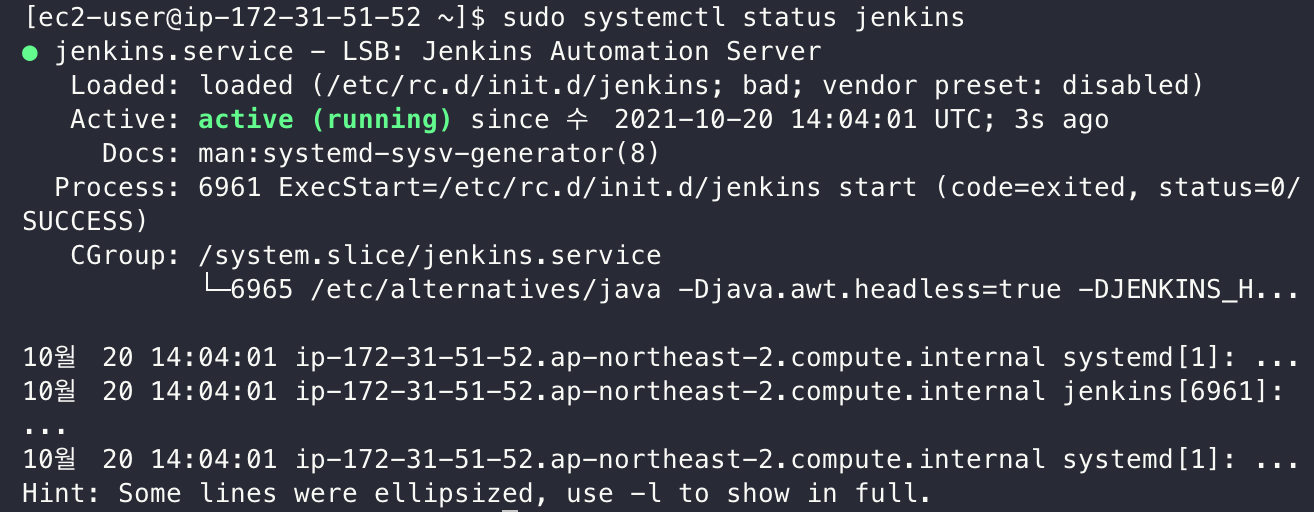 [ec2-user@ip-172-31-51-52 ~]$ sudo systemctl status jenkins
● jenkins.service - LSB: Jenkins Automation Server
   Loaded: loaded (/etc/rc.d/init.d/jenkins; bad; vendor preset: disabled)
   Active: active (running) since 수 2021-10-20 14:04:01 UTC; 3s ago
     Docs: man:systemd-sysv-generator(8)
  Process: 6961 ExecStart=/etc/rc.d/init.d/jenkins start (code=exited, status=0/
SUCCESS)
   CGroup: /system.slice/jenkins.service
           └─6965 /etc/alternatives/java -Djava.awt.headless=true -DJENKINS_H...

10월 20 14:04:01 ip-172-31-51-52.ap-northeast-2.compute.internal systemd[1]: ...
10월 20 14:04:01 ip-172-31-51-52.ap-northeast-2.compute.internal jenkins[6961]:
...
10월 20 14:04:01 ip-172-31-51-52.ap-northeast-2.compute.internal systemd[1]: ...
Hint: Some lines were ellipsized, use -l to show in full.